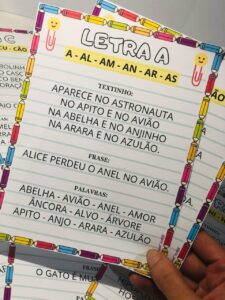 LETRA A
A - AL - AM - AN - AR - AS
TEXTINHO:
APARECE NO ASTRONAUTA
NO APITO E NO AVIÃO
NA ABELHA E NO ANJINHO
NA ARARA E NO AZULÃO.
FRASE:
ALICE PERDEU O ANEL NO AVIÃO.
PALAVRAS:
ABELHA - AVIÃO - ANEL - AMOR
ÂNCORA - ALVO - ÁRVORE
APITO - ANJO - ARARA - AZULÃO
FRASE
O GATO É